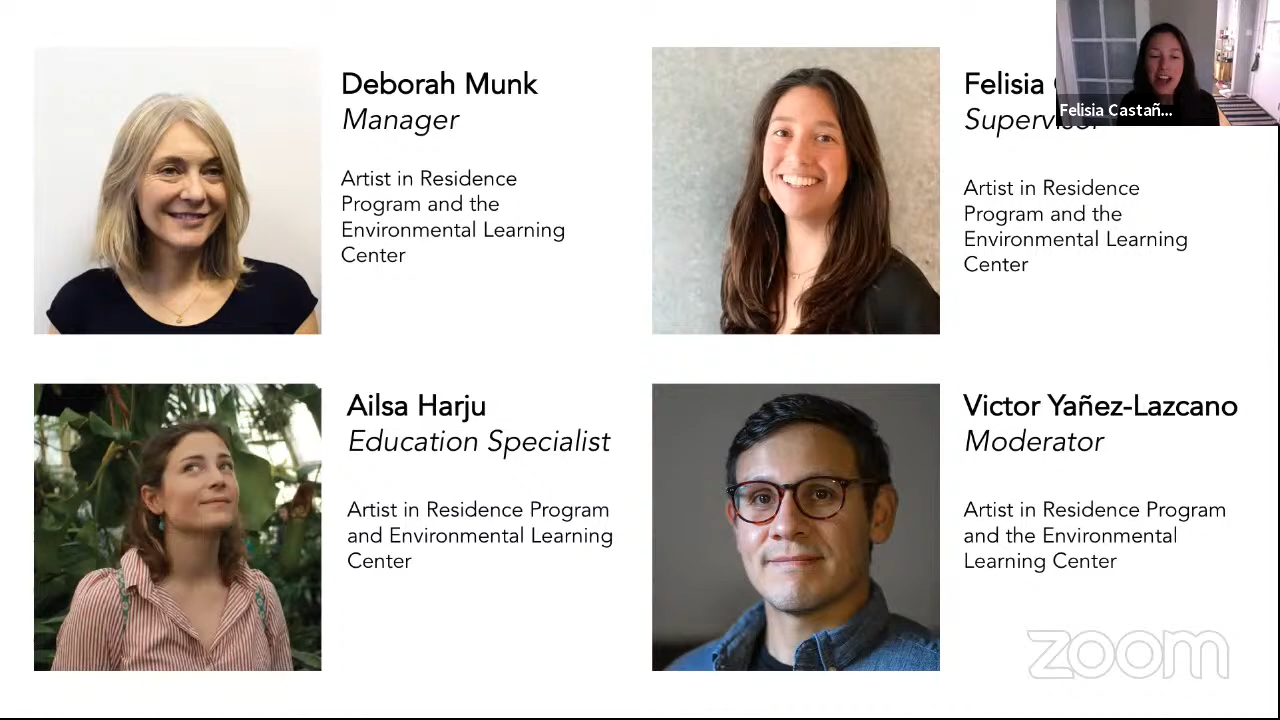 Deborah Munk
Manager
Artist in Residence
Program and the
Environmental Learning
Center
Felisia
Supervisor
Felisia Castañ...
Artist in Residence
Program and the
Environmental Learning
Center
Ailsa Harju
Education Specialist
Artist in Residence Program
and Environmental Learning
Center
Victor Yañez-Lazcano
Moderator
Artist in Residence Program
and the Environmental
Learning Center
zoom